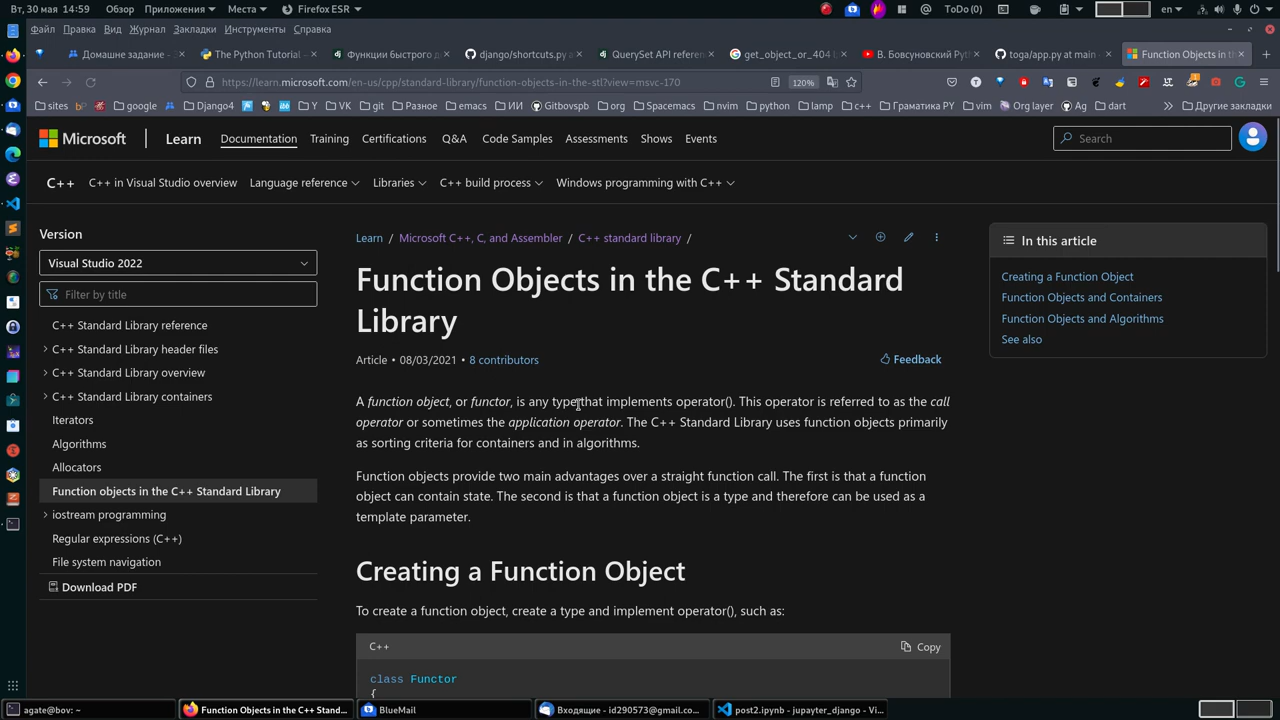 Вт, 30 май 14:59 Обзор Приложения Места Firefox ESR ToDo(0) en
Файл Правка Вид Журнал Закладки Инструменты Справка
Домашне задание - 2 The Python Tutorial - Функции быстрого д django/shortcuts.py a QuerySet API referen get_object_or_404 В. Бовсуновский Pyth toga/app.py at main · Function Objects in th
https://learn.microsoft.com/en-us/cpp/standard-library/function-objects-in-the-stl?view=msvc-170 120%
sites bP google Django4 Y VK git Разное emacs ИИ Gitbovspb org Spacemacs nvim python lamp c++ Граматика PY vim Org layer Ag dart Другие закладки
Microsoft Learn Documentation Training Certifications Q&A Code Samples Assessments Shows Events Search
C++ C++ in Visual Studio overview Language reference Libraries C++ build process Windows programming with C++
Version
Visual Studio 2022
Filter by title
C++ Standard Library reference
C++ Standard Library header files
C++ Standard Library overview
C++ Standard Library containers
Iterators
Algorithms
Allocators
Function objects in the C++ Standard Library
iostream programming
Regular expressions (C++)
File system navigation
Download PDF
Learn / Microsoft C++, C, and Assembler / C++ standard library /
Function Objects in the C++ Standard
Library
Article • 08/03/2021 • 8 contributors Feedback
A function object, or functor, is any type that implements operator(). This operator is referred to as the call
operator or sometimes the application operator. The C++ Standard Library uses function objects primarily
as sorting criteria for containers and in algorithms.
Function objects provide two main advantages over a straight function call. The first is that a function
object can contain state. The second is that a function object is a type and therefore can be used as a
template parameter.
Creating a Function Object
To create a function object, create a type and implement operator(), such as:
C++ Copy
class Functor
{
In this article
Creating a Function Object
Function Objects and Containers
Function Objects and Algorithms
See also
agate@bov: ~ Function Objects in the C++ Stand... BlueMail Входящие - id290573@gmail.co... post2.ipynb - jupayter_django - Vi...